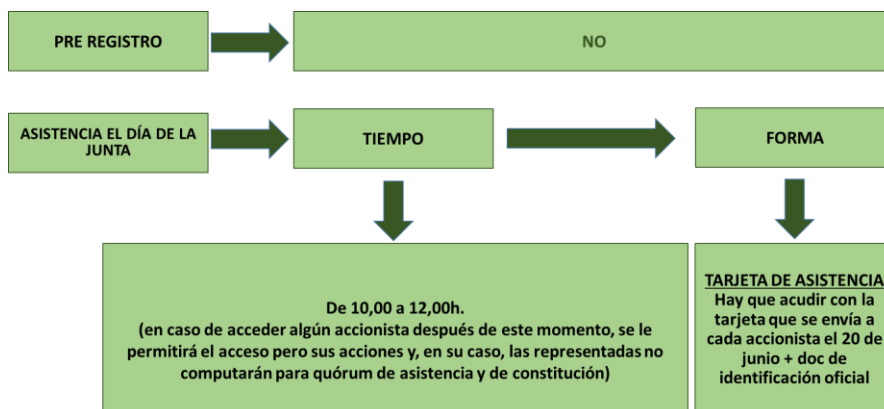 PRE REGISTRO
NO
ASISTENCIA EL DÍA DE LA
JUNTA
TIEMPO
FORMA
De 10,00 a 12,00h.
(en caso de acceder algún accionista después de este momento, se le
permitirá el acceso pero sus acciones y, en su caso, las representadas no
computarán para quórum de asistencia y de constitución)
TARJETA DE ASISTENCIA
Hay que acudir con la
tarjeta que se envía a
cada accionista el 20 de
junio + doc de
identificación oficial